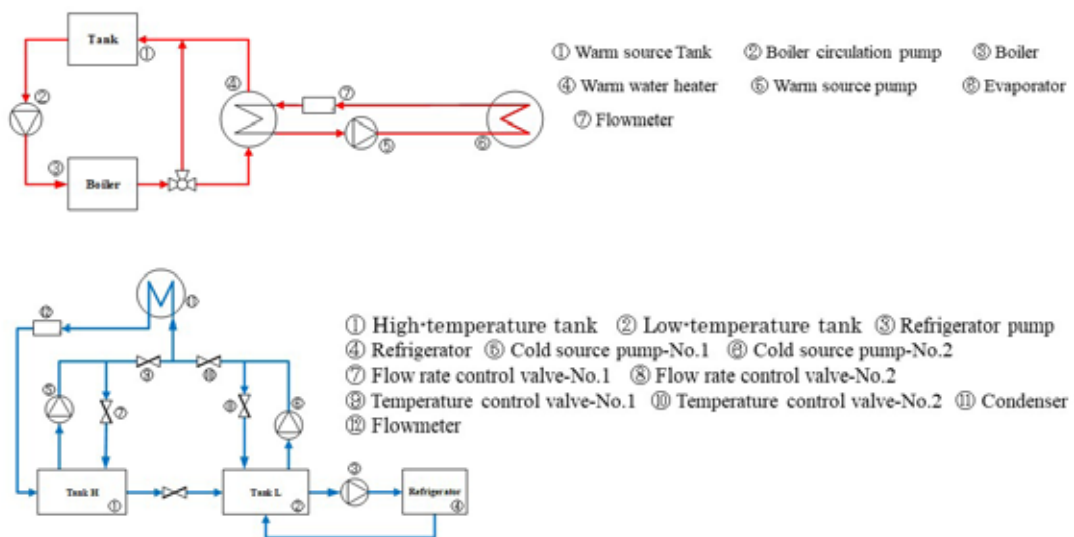 Tank
①
②
③
Boiler
④
⑦
⑤
⑥
① Warm source Tank ② Boiler circulation pump ③ Boiler
④ Warm water heater ⑤ Warm source pump ⑥ Evaporator
⑦ Flowmeter
⑪
⑫
⑨
⑩
⑤
⑦
⑧
⑥
③
Tank H
①
Tank L
②
Refrigerator
④
① High-temperature tank ② Low-temperature tank ③ Refrigerator pump
④ Refrigerator ⑤ Cold source pump-No.1 ⑥ Cold source pump-No.2
⑦ Flow rate control valve-No.1 ⑧ Flow rate control valve-No.2
⑨ Temperature control valve-No.1 ⑩ Temperature control valve-No.2 ⑪ Condenser
⑫ Flowmeter